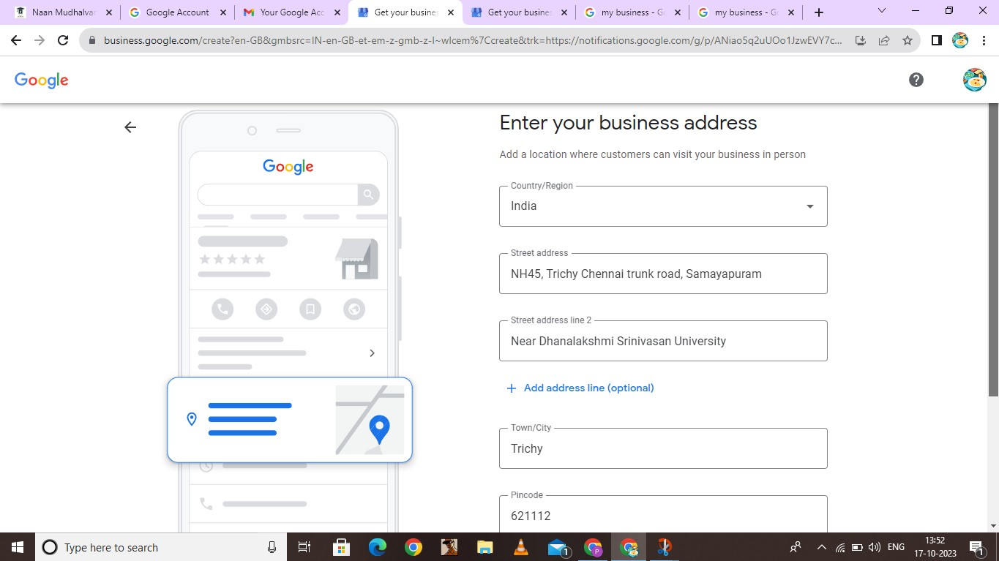 Naan Mudhalvar
Google Account
Your Google Acc
Get your busine
Get your busine
my business - G
my business - G
business.google.com/create?en-GB&gmbsrc=IN-en-GB-et-em-z-gmb-z-l~wlcem%7Ccreate&trk=https://notifications.google.com/g/p/ANiao5q2uUOo1JzwEVY7c...
Google
Google
Enter your business address
Add a location where customers can visit your business in person
Country/Region
India
Street address
NH45, Trichy Chennai trunk road, Samayapuram
Street address line 2
Near Dhanalakshmi Srinivasan University
+ Add address line (optional)
Town/City
Trichy
Pincode
621112
Type here to search
1
P
ENG
13:52
17-10-2023
1